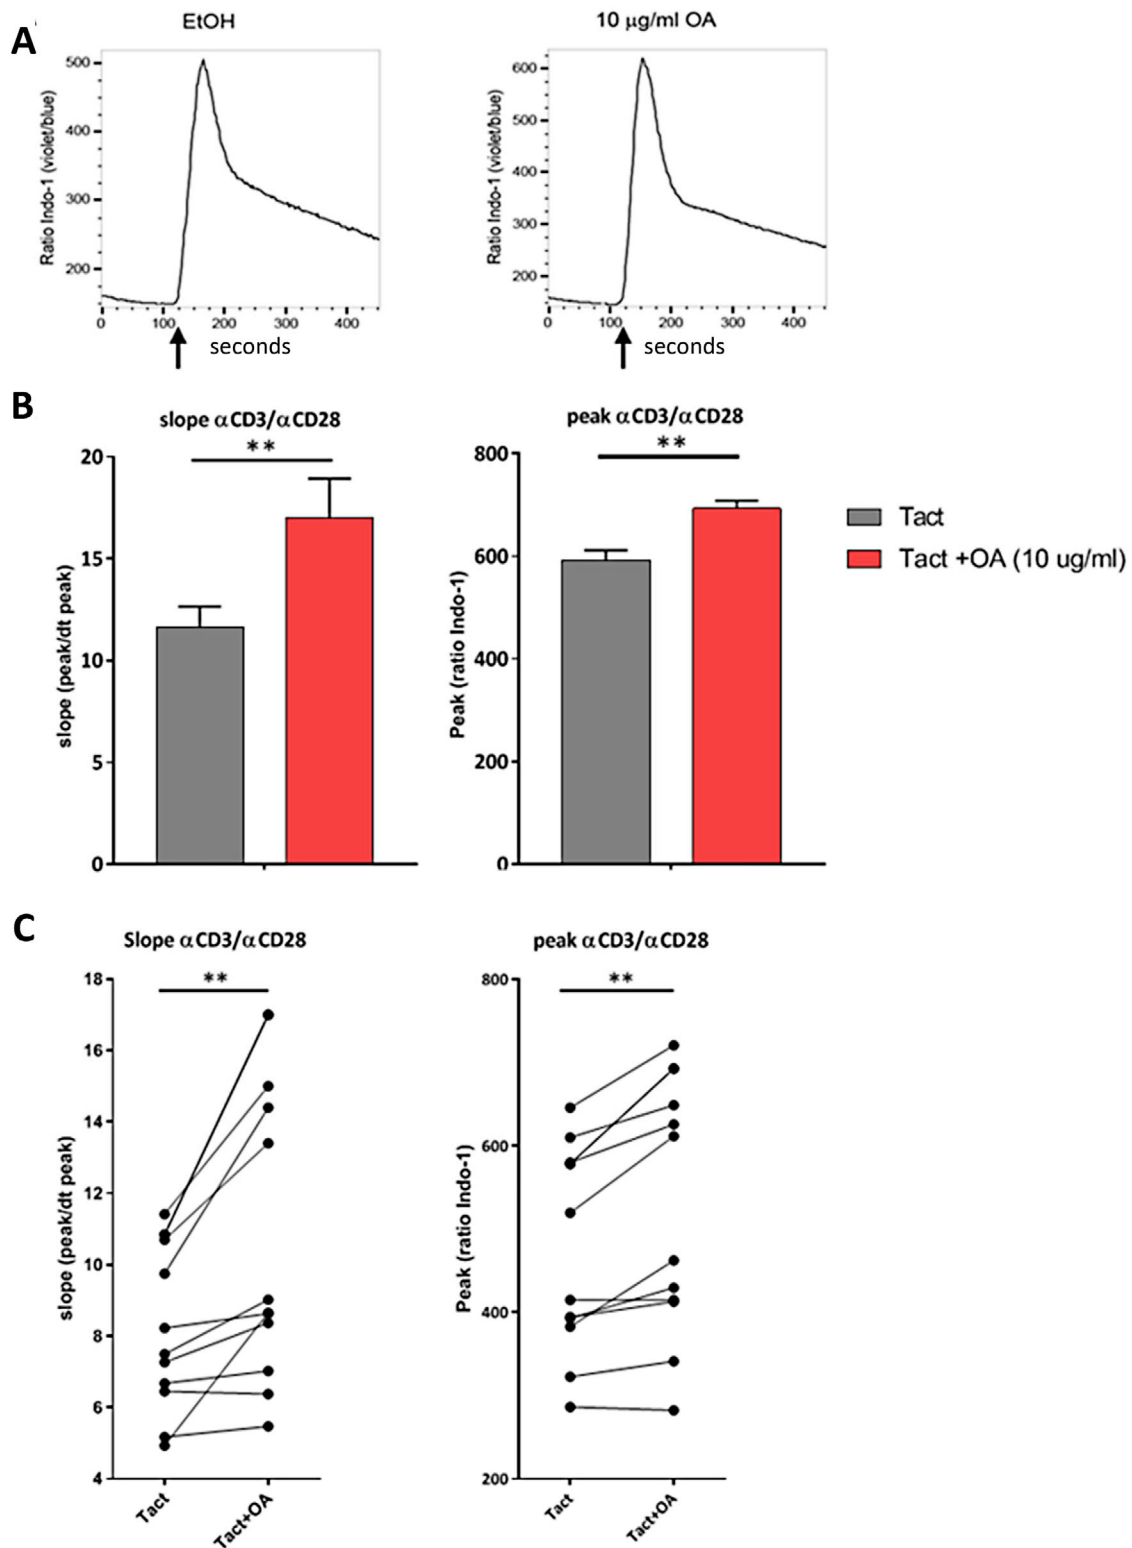 A
EtOH
10 µg/ml OA
Ratio Indo-1 (violet/blue)
500
400
300
200
0 100 200 300 400
seconds
Ratio Indo-1 (violet/blue)
600
500
400
300
200
0 100 200 300 400
seconds
B
slope αCD3/αCD28
**
slope (peak/dt peak)
20
15
10
5
0
peak αCD3/αCD28
**
Peak (ratio Indo-1)
800
600
400
200
0
Tact
Tact +OA (10 ug/ml)
C
Slope αCD3/αCD28
**
slope (peak/dt peak)
18
16
14
12
10
8
6
4
Tact
Tact+OA
peak αCD3/αCD28
**
Peak (ratio Indo-1)
800
600
400
200
Tact
Tact+OA